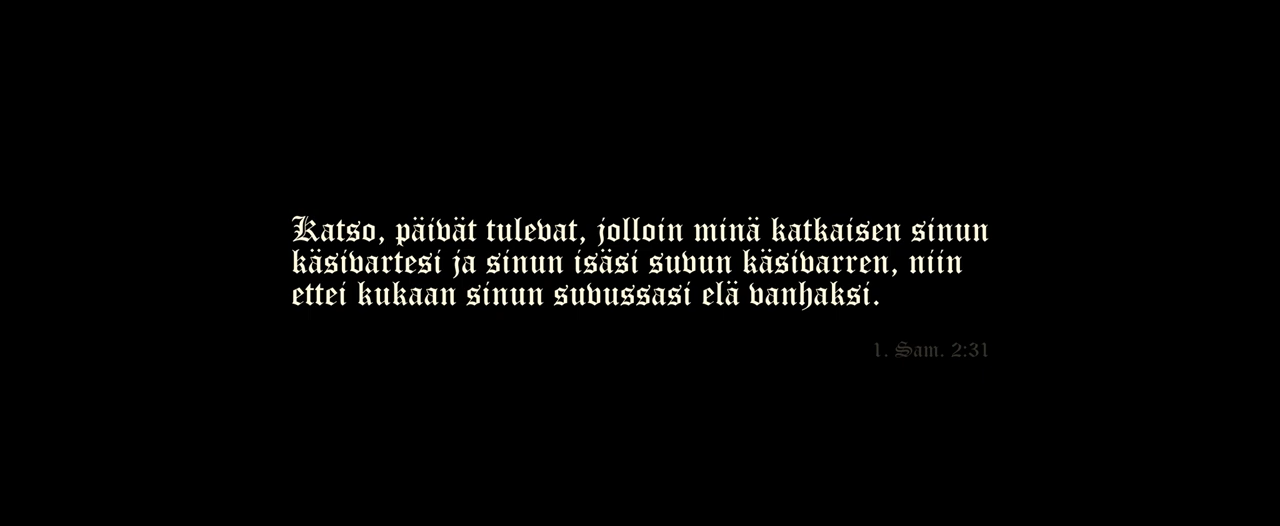 Katso, päivät tulevat, jolloin minä katkaisen sinun
käsivartesi ja sinun isäsi suvun käsivarren, niin
ettei kukaan sinun suvussasi elä vanhaksi.
1. Sam. 2:31